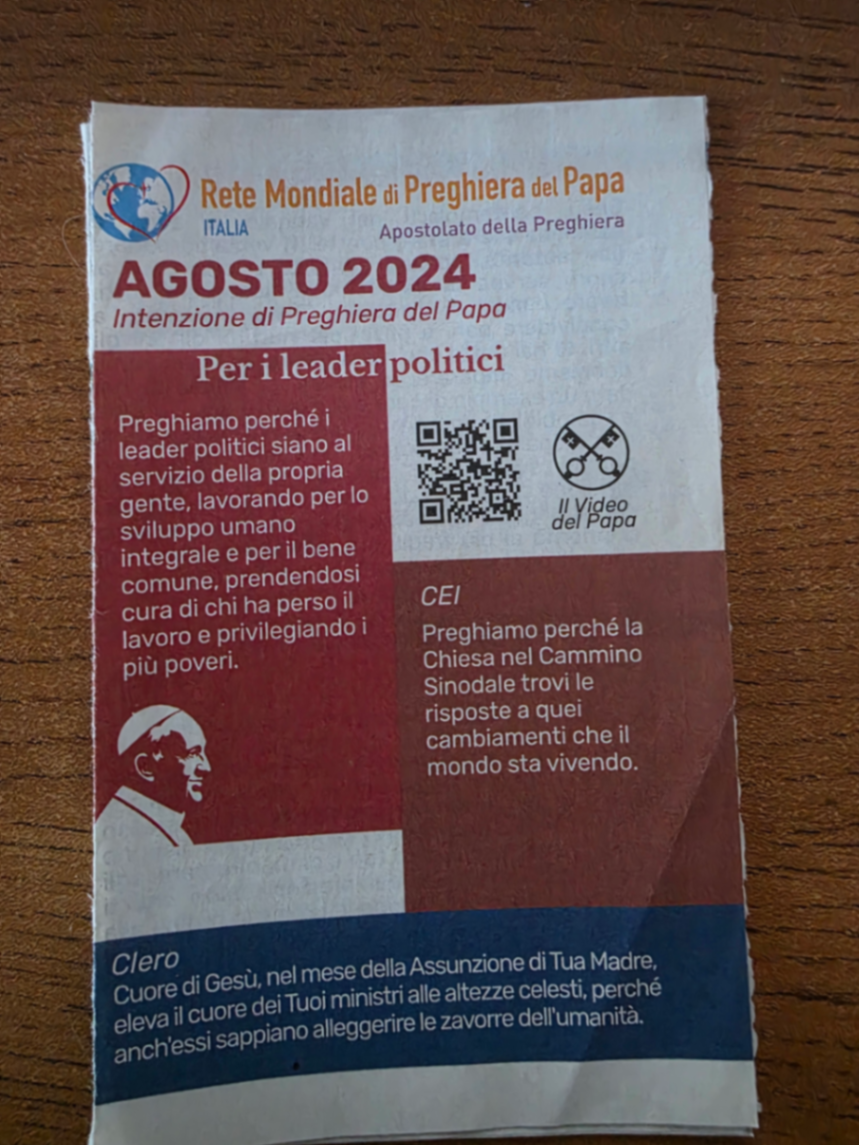 Rete Mondiale di Preghiera del Papa
ITALIA
Apostolato della Preghiera
AGOSTO 2024
Intenzione di Preghiera del Papa
Per i leader politici
Preghiamo perché i
leader politici siano al
servizio della propria
gente, lavorando per lo
sviluppo umano
integrale e per il bene
comune, prendendosi
cura di chi ha perso il
lavoro e privilegiando i
più poveri.
Il Video
del Papa
CEI
Preghiamo perché la
Chiesa nel Cammino
Sinodale trovi le
risposte a quei
cambiamenti che il
mondo sta vivendo.
Clero
Cuore di Gesù, nel mese della Assunzione di Tua Madre,
eleva il cuore dei Tuoi ministri alle altezze celesti, perché
anch'essi sappiano alleggerire le zavorre dell'umanità.